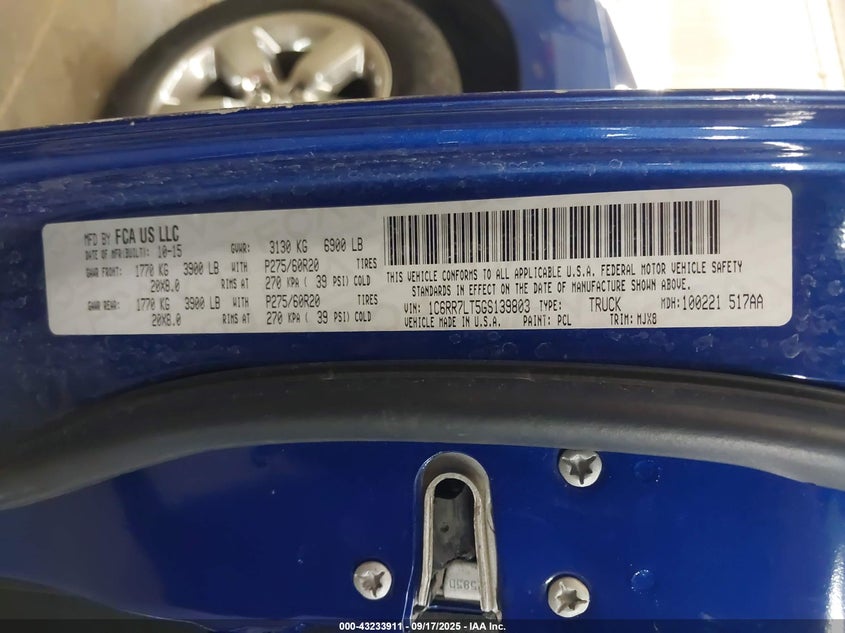 MFD BY FCA US LLC
DATE OF MFR(BUILT): 10-15 GVWR: 3130 KG 6900 LB
GAWR FRONT: 1770 KG 3900 LB WITH P275/60R20 TIRES
20X8.0 RIMS AT 270 KPA ( 39 PSI) COLD
GAWR REAR: 1770 KG 3900 LB WITH P275/60R20 TIRES
20X8.0 RIMS AT 270 KPA ( 39 PSI) COLD
THIS VEHICLE CONFORMS TO ALL APPLICABLE U.S.A. FEDERAL MOTOR VEHICLE SAFETY
STANDARDS IN EFFECT ON THE DATE OF MANUFACTURE SHOWN ABOVE.
VIN: 1C6RR7LT5GS139803 TYPE: TRUCK MDH: 100221 517AA
VEHICLE MADE IN U.S.A. PAINT: PCL TRIM: MJX8
000-43233911 - 09/17/2025 - IAA Inc.